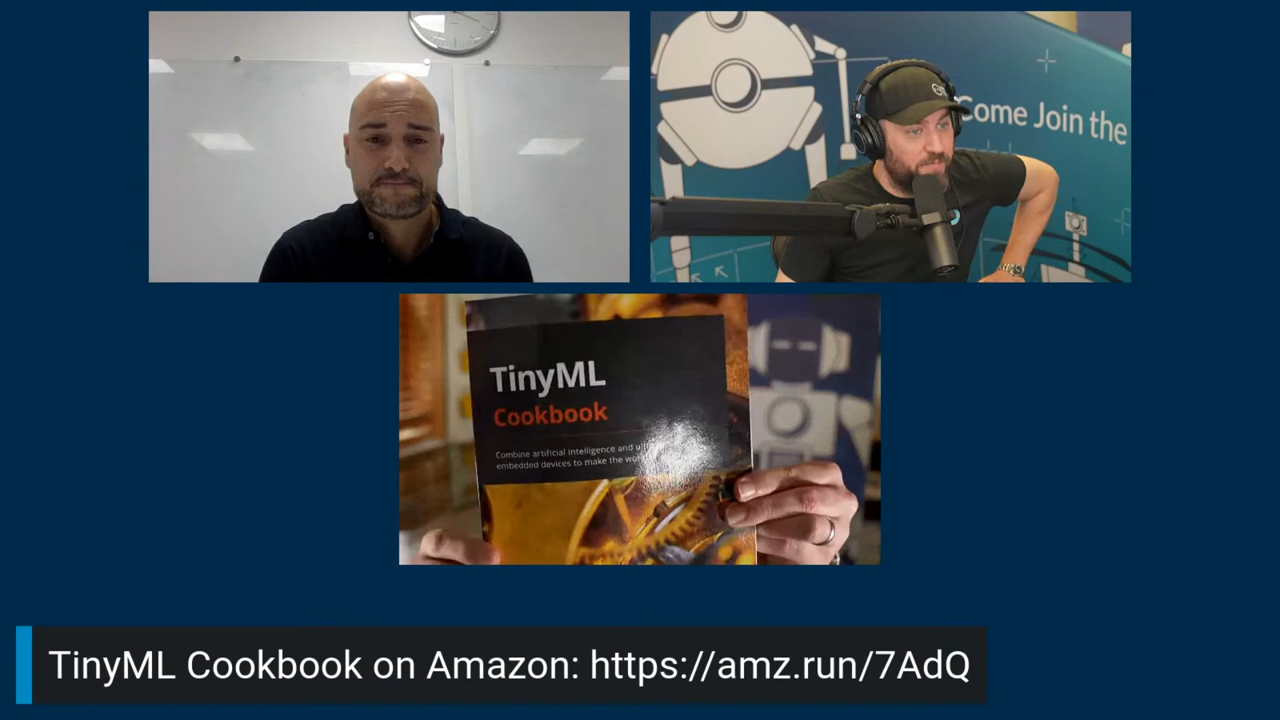 Come Join the
TinyML
Cookbook
Combine artificial intelligence and
embedded devices to make the
TinyML Cookbook on Amazon: https://amz.run/7AdQ